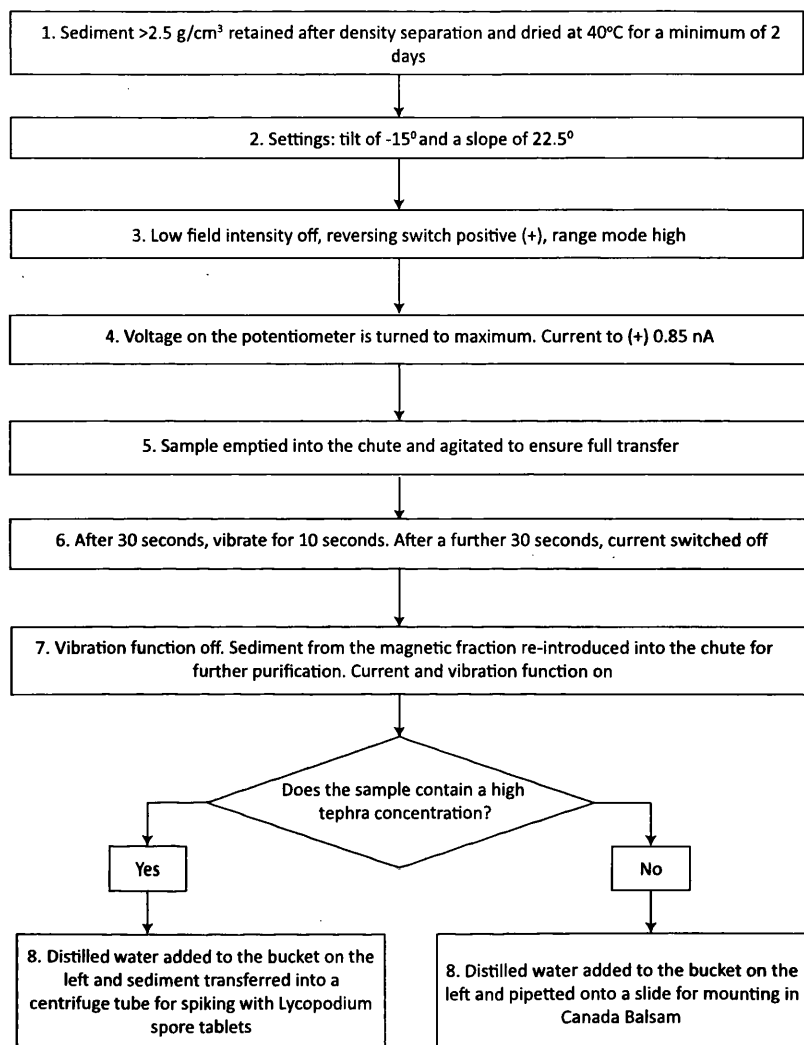 1. Sediment >2.5 g/cm³ retained after density separation and dried at 40°C for a minimum of 2
days
2. Settings: tilt of -15⁰ and a slope of 22.5⁰
3. Low field intensity off, reversing switch positive (+), range mode high
4. Voltage on the potentiometer is turned to maximum. Current to (+) 0.85 nA
5. Sample emptied into the chute and agitated to ensure full transfer
6. After 30 seconds, vibrate for 10 seconds. After a further 30 seconds, current switched off
7. Vibration function off. Sediment from the magnetic fraction re-introduced into the chute for
further purification. Current and vibration function on
Does the sample contain a high
tephra concentration?
Yes
No
8. Distilled water added to the bucket on the
left and sediment transferred into a
centrifuge tube for spiking with Lycopodium
spore tablets
8. Distilled water added to the bucket on the
left and pipetted onto a slide for mounting in
Canada Balsam